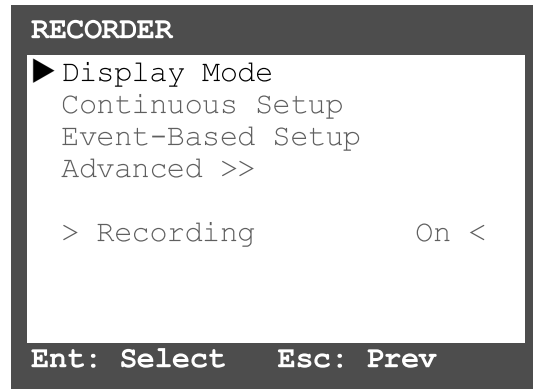 RECORDER
▶Display Mode
Continuous Setup
Event-Based Setup
Advanced >>
> Recording On <
Ent: Select Esc: Prev